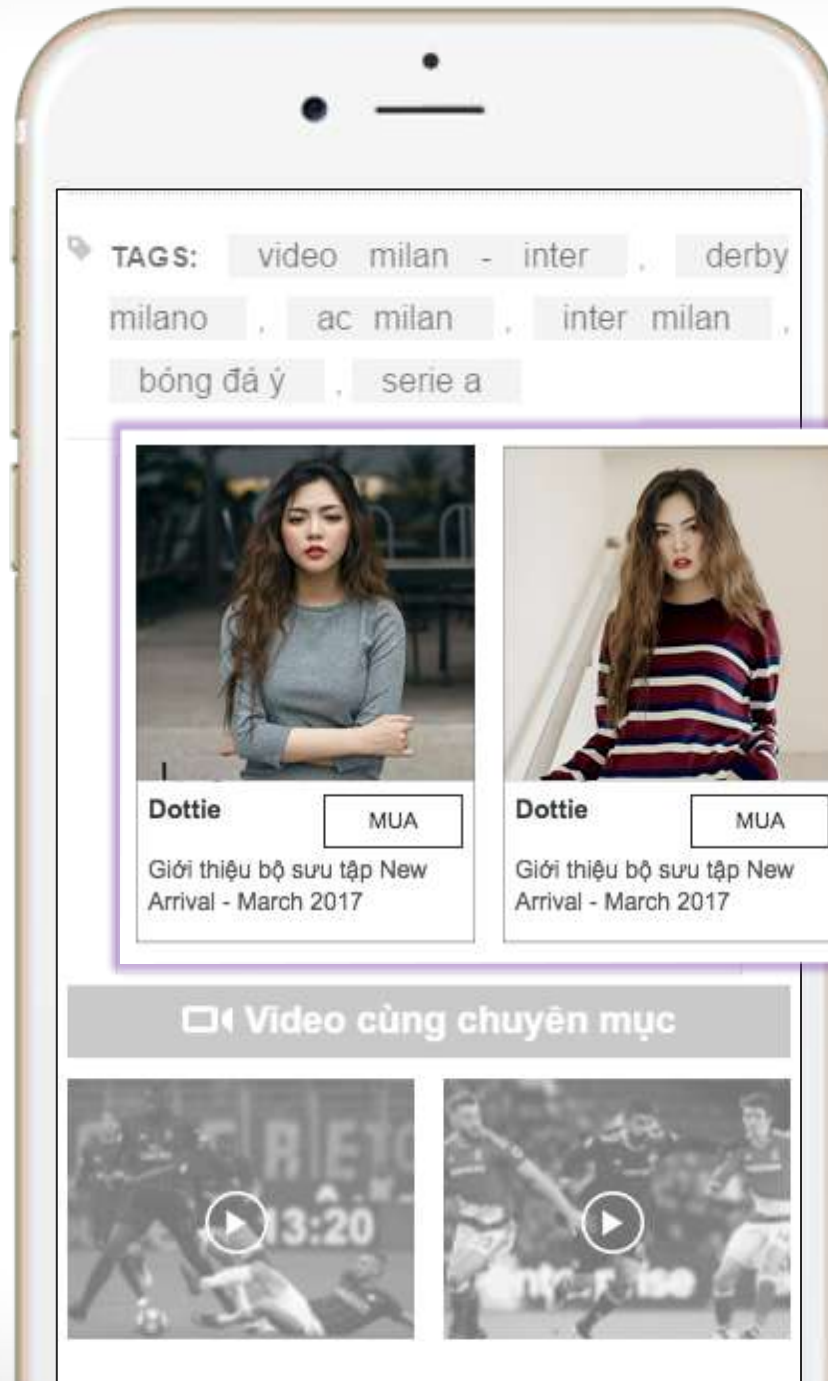 TAGS: video milan - inter , derby
milano , ac milan , inter milan ,
bóng đá ý , serie a
Dottie
MUA
Giới thiệu bộ sưu tập New
Arrival - March 2017
Dottie
MUA
Giới thiệu bộ sưu tập New
Arrival - March 2017
Video cùng chuyên mục
13:20